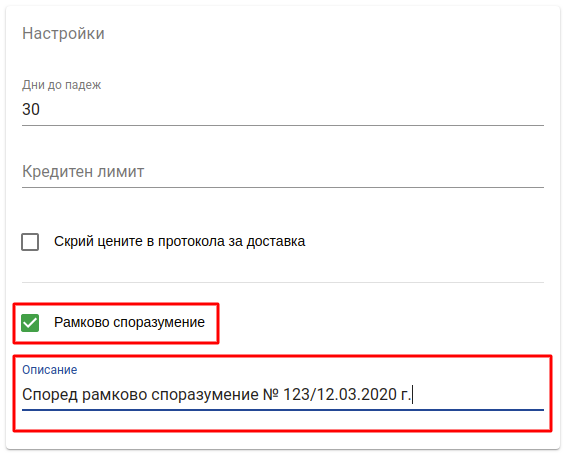 Настройки
Дни до падеж
30
Кредитен лимит
Скрий цените в протокола за доставка
Рамково споразумение
Описание
Според рамково споразумение № 123/12.03.2020 г.